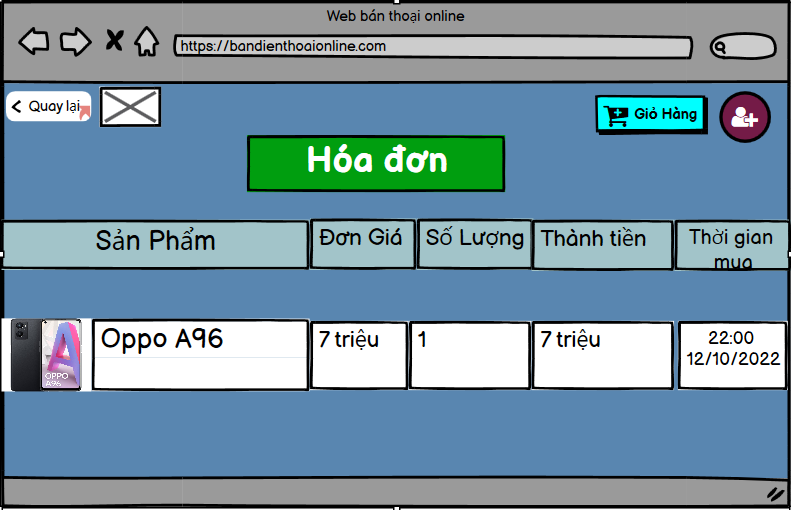 Web bán thoại online
https://bandienthoaionline.com
Quay lại
Giỏ Hàng
Hóa đơn
Sản Phẩm
Đơn Giá
Số Lượng
Thành tiền
Thời gian
mua
OPPO
A96
Oppo A96
7 triệu
1
7 triệu
22:00
12/10/2022